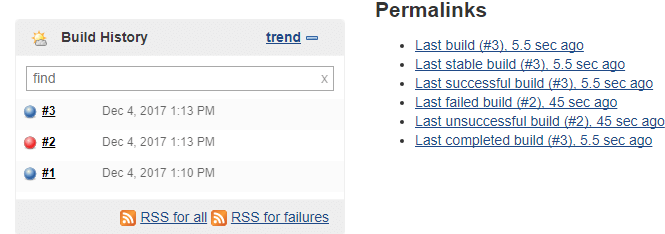 Build History trend
find x
#3 Dec 4, 2017 1:13 PM
#2 Dec 4, 2017 1:13 PM
#1 Dec 4, 2017 1:10 PM
RSS for all RSS for failures
Permalinks
Last build (#3), 5.5 sec ago
Last stable build (#3), 5.5 sec ago
Last successful build (#3), 5.5 sec ago
Last failed build (#2), 45 sec ago
Last unsuccessful build (#2), 45 sec ago
Last completed build (#3), 5.5 sec ago